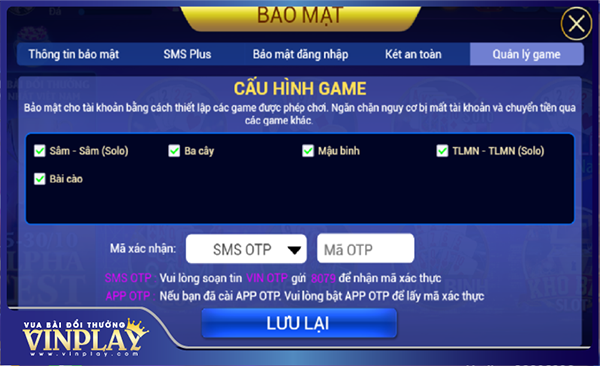 BẢO MẬT
Thông tin bảo mật SMS Plus Bảo mật đăng nhập Két an toàn Quản lý game
CẤU HÌNH GAME
Bảo mật cho tài khoản bằng cách thiết lập các game được phép chơi. Ngăn chặn nguy cơ bị mất tài khoản và chuyển tiền qua
các game khác.
Sâm - Sâm (Solo) Ba cây Mậu binh TLMN - TLMN (Solo)
Bài cào
Mã xác nhận: SMS OTP Mã OTP
SMS OTP Vui lòng soạn tin VIN OTP gửi 8079 để nhận mã xác thực
APP OTP Nếu bạn đã cài APP OTP. Vui lòng bật APP OTP để lấy mã xác thực
LƯU LẠI
VUA BÀI ĐỔI THƯỞNG
VINPLAY
www.vinplay.com